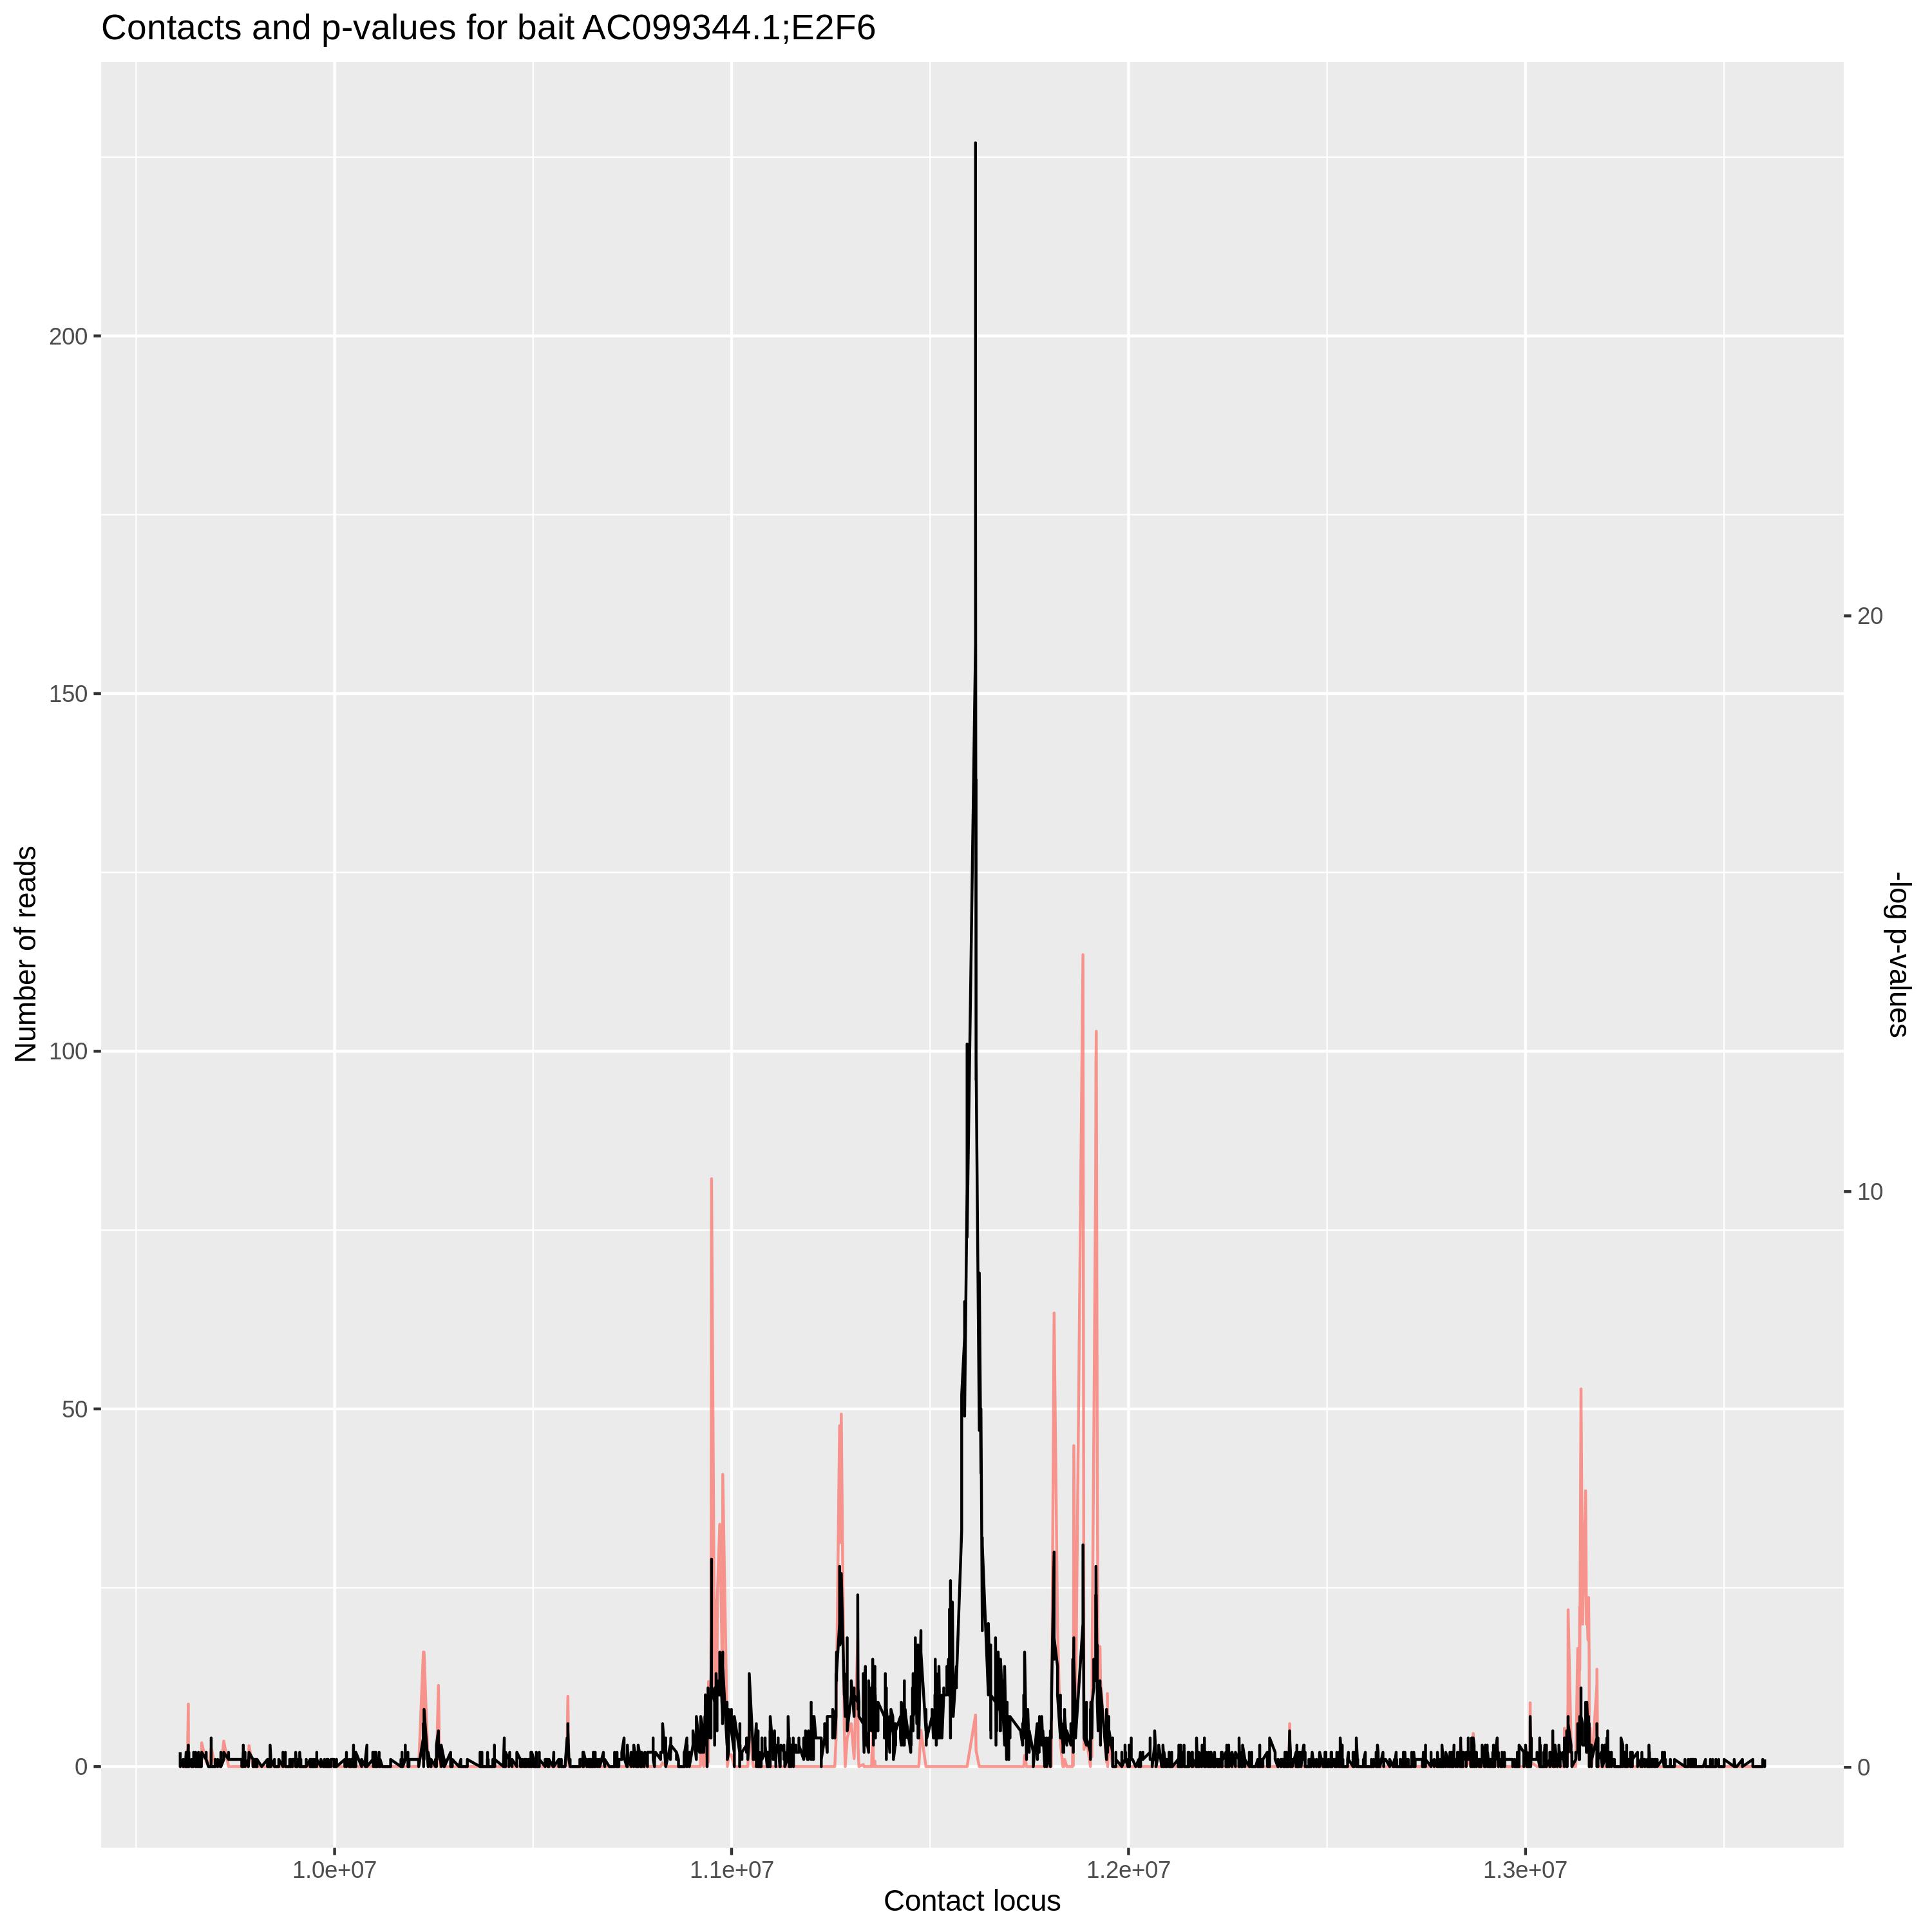 Contacts and p-values for bait AC099344.1;E2F6
Number of reads
200
150
100
50
0
20
10
0
-log p-values
1.0e+07
1.1e+07
1.2e+07
1.3e+07
Contact locus